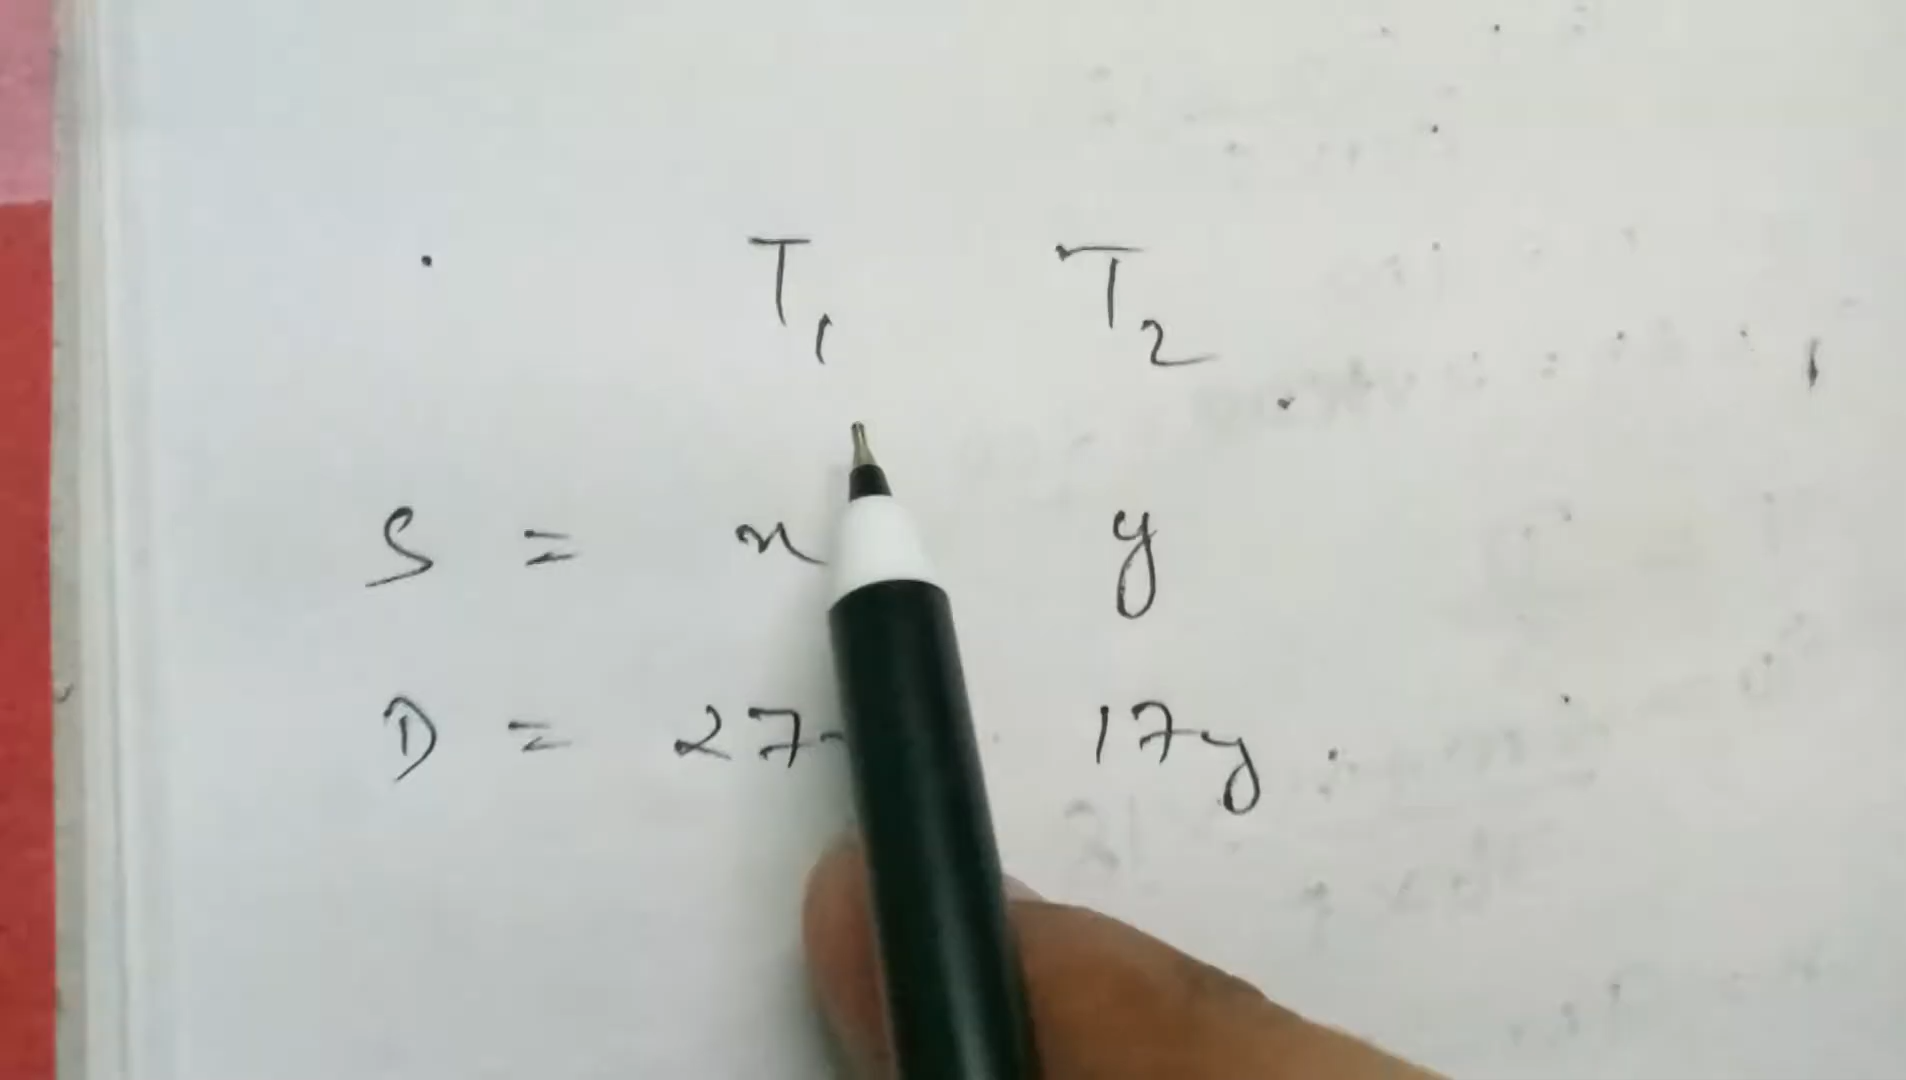 T₁ T₂
S = x y
D = 27 17y